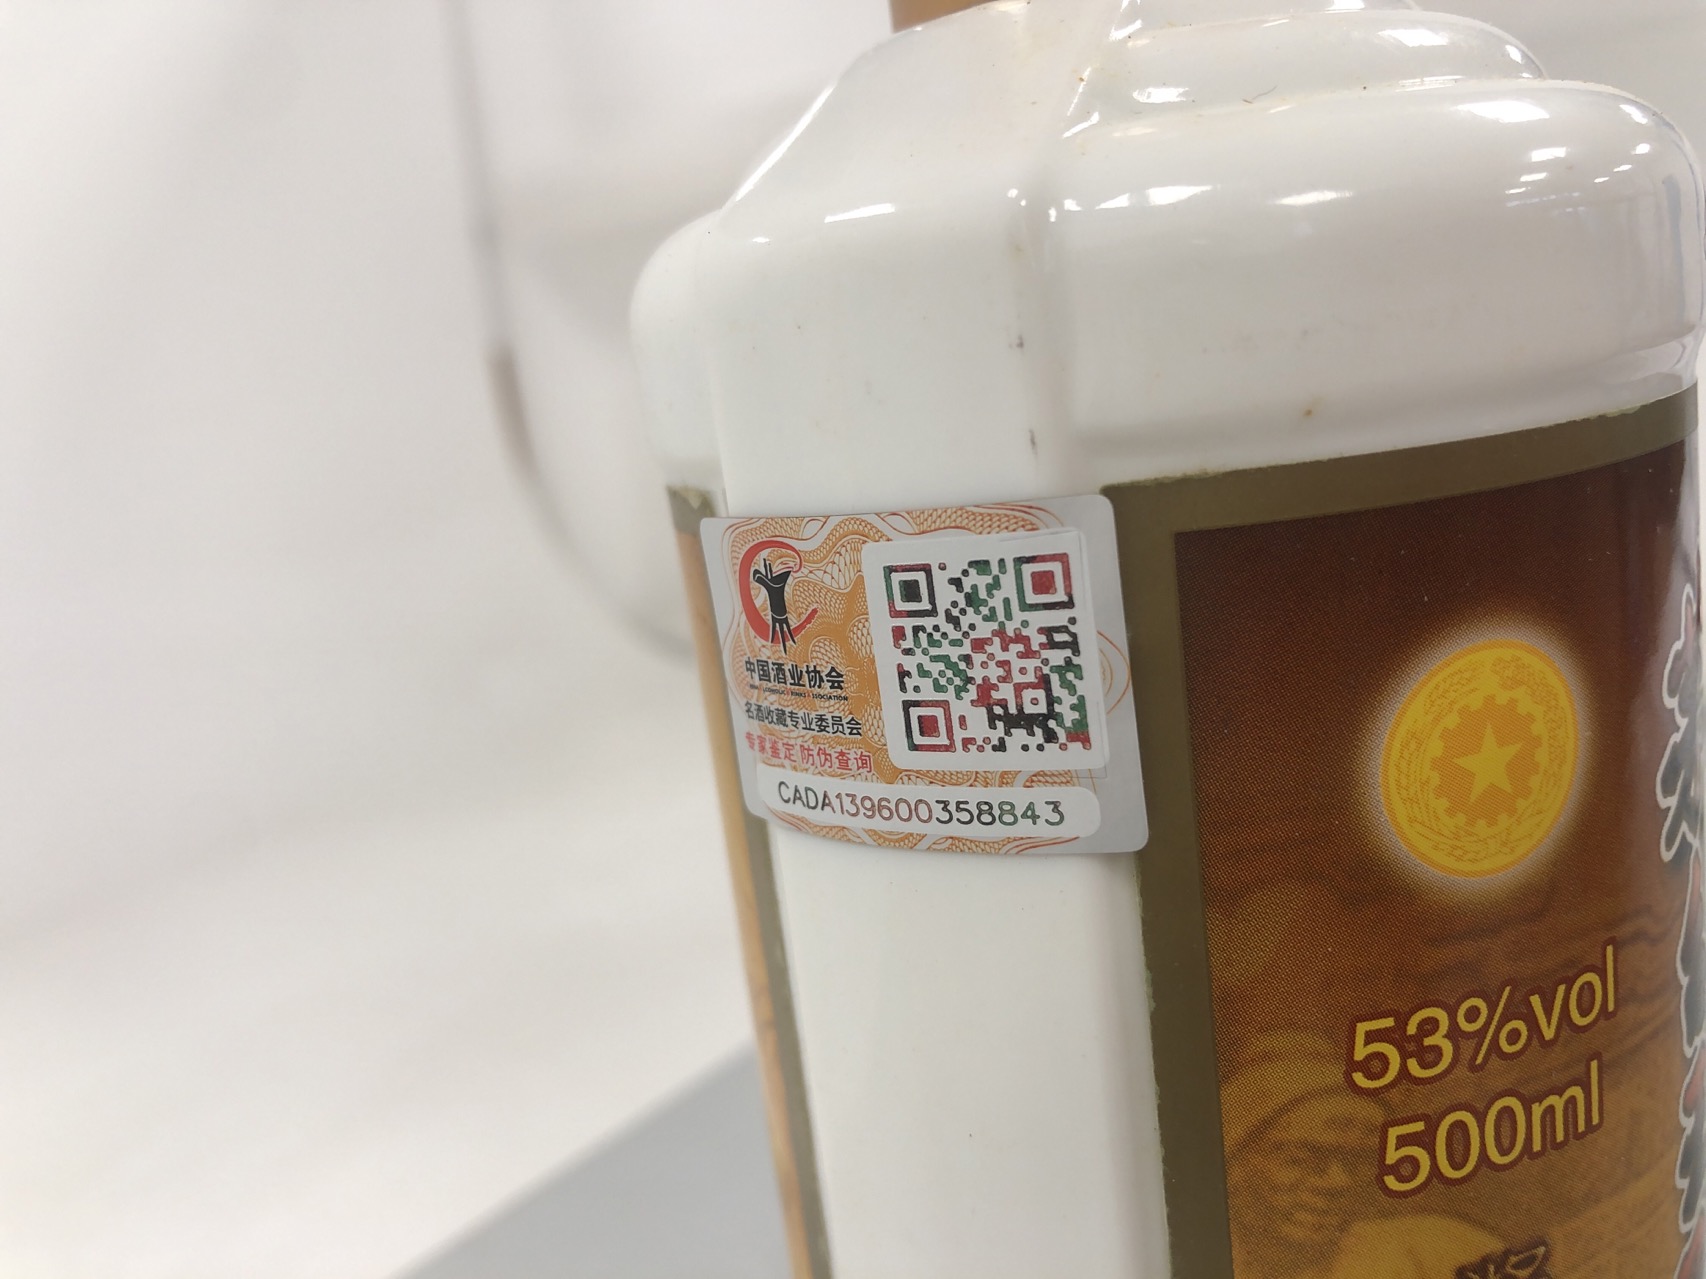 中国酒业协会
名酒收藏专业委员会
专家鉴定 防伪查询
CADA139600358843
53%vol
500ml